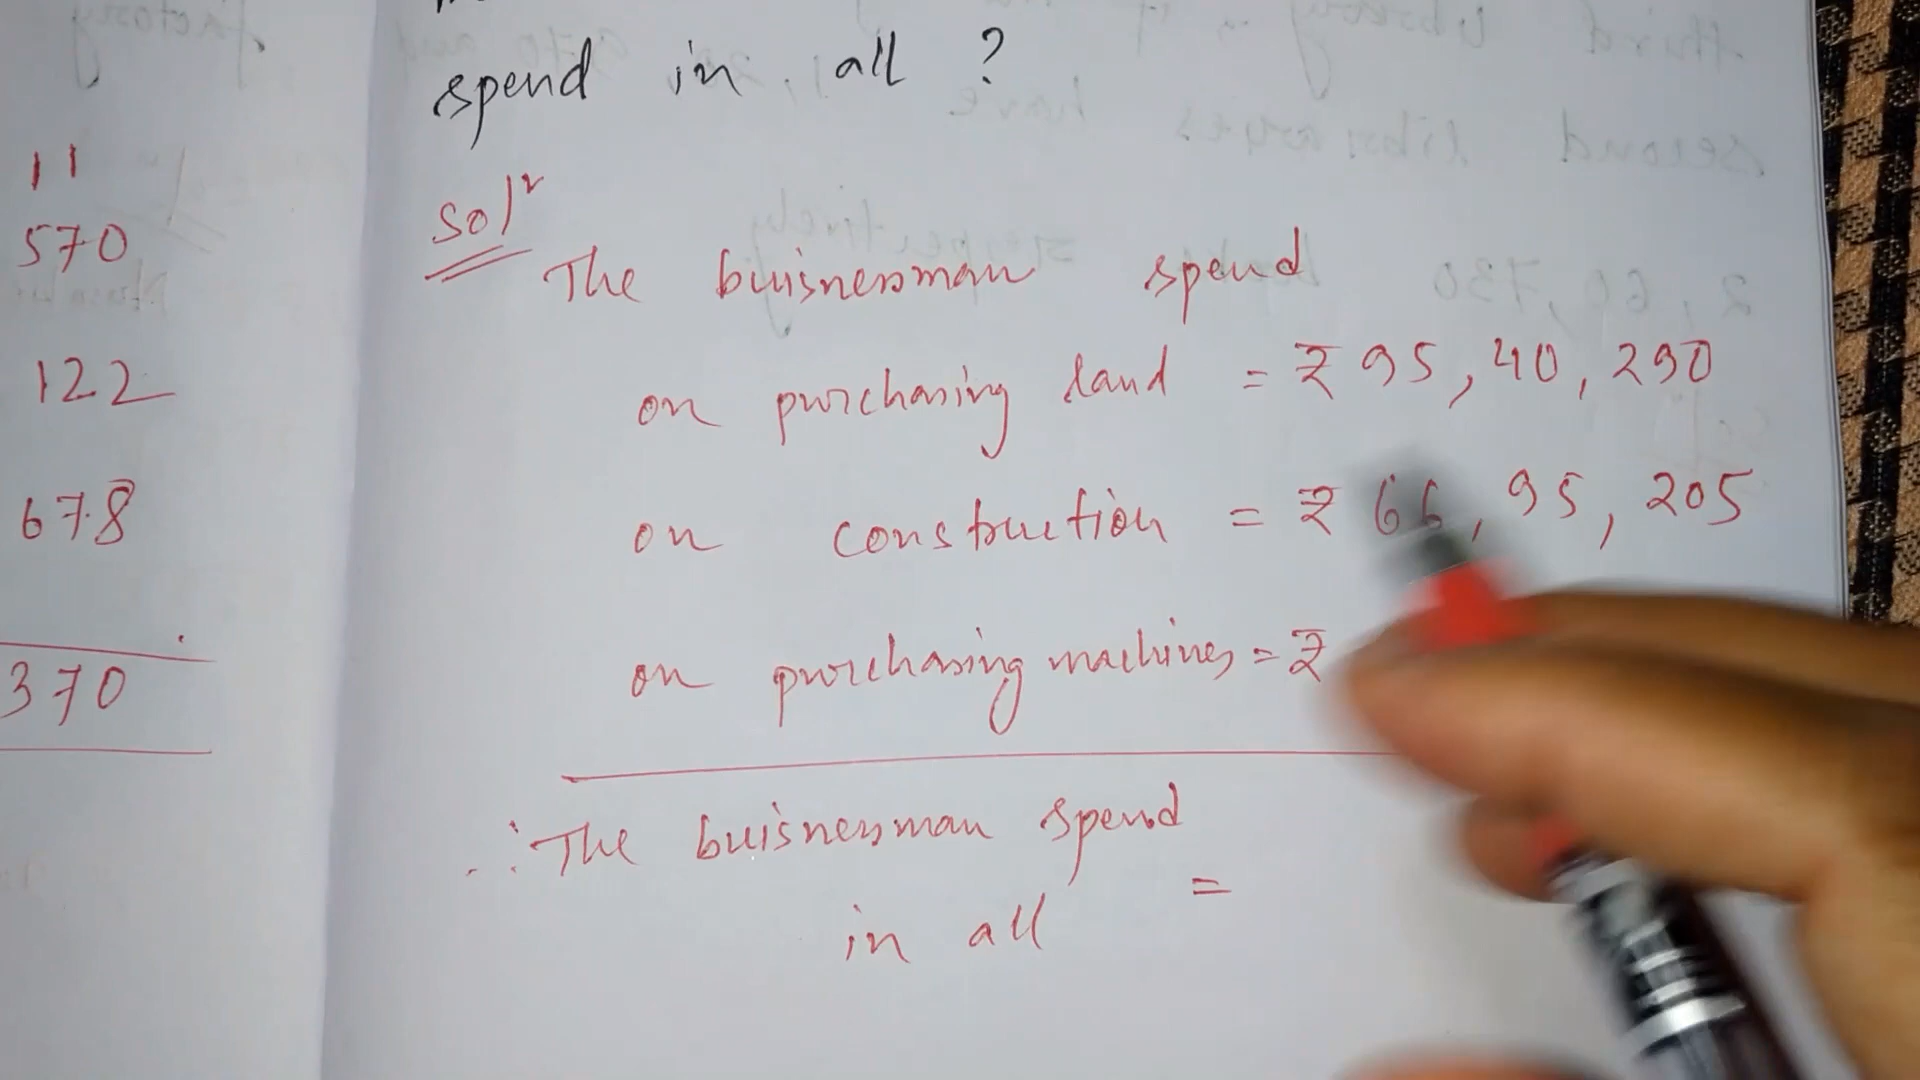 spend in all ?
11
570
122
678
370
Solⁿ
The buisnessman spend
on purchasing land = ₹ 95,40,290
on construction = ₹ 66,95,205
on purchasing machines = ₹
∴ The buisnessman spend
in all =